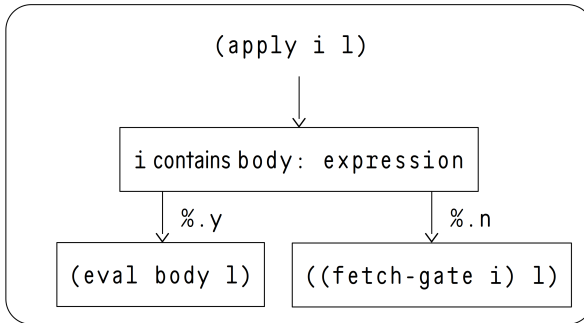 (apply i l)
i contains body: expression
%.y
%.n
(eval body l)
((fetch-gate i) l)